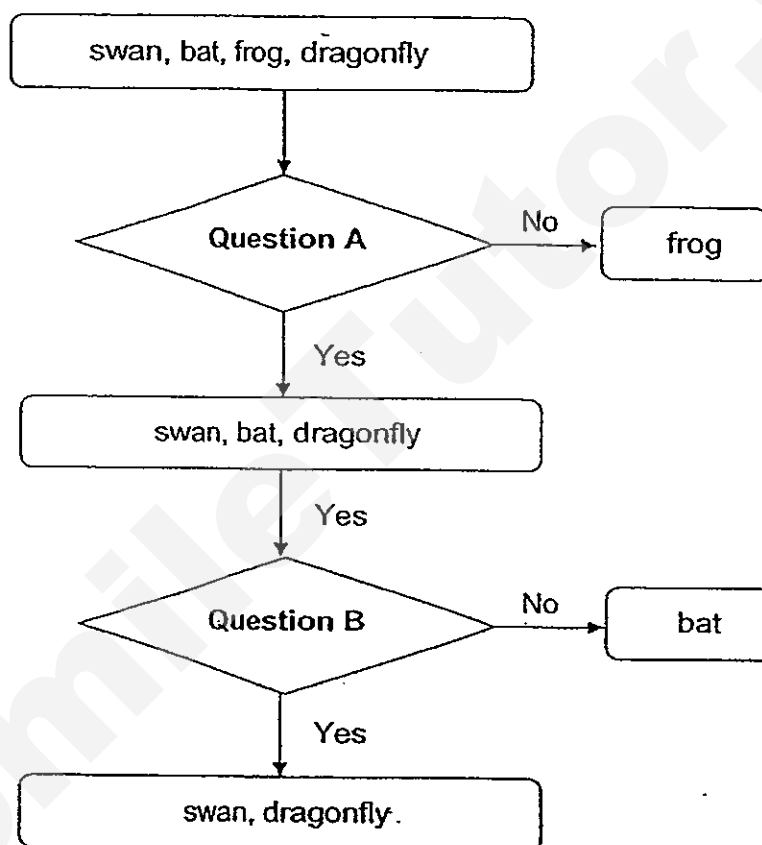 swan, bat, frog, dragonfly
Question A
No
frog
Yes
swan, bat, dragonfly
Yes
Question B
No
bat
Yes
swan, dragonfly.